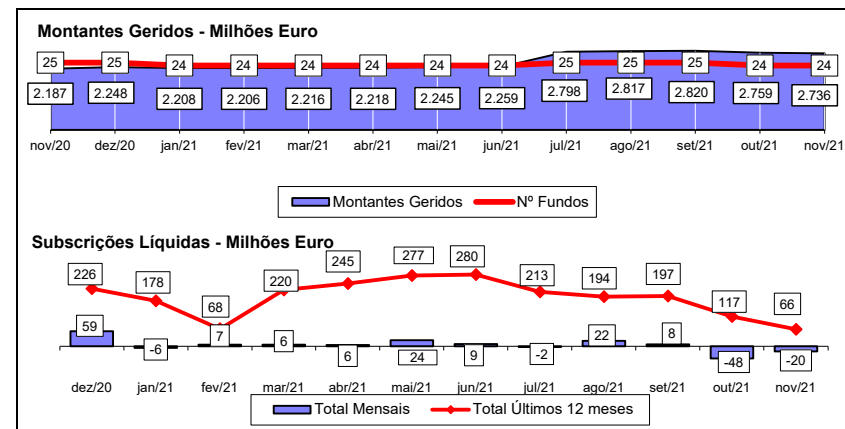 Montantes Geridos - Milhões Euro
25 25 24 24 24 24 24 24 25 25 25 24 24
2.187 2.248 2.208 2.206 2.216 2.218 2.245 2.259 2.798 2.817 2.820 2.759 2.736
nov/20 dez/20 jan/21 fev/21 mar/21 abr/21 mai/21 jun/21 jul/21 ago/21 set/21 out/21 nov/21
Montantes Geridos Nº Fundos
Subscrições Líquidas - Milhões Euro
226 178 68 220 245 277 280 213 194 197 117 66
59 -6 7 6 6 24 9 -2 22 8 -48 -20
dez/20 jan/21 fev/21 mar/21 abr/21 mai/21 jun/21 jul/21 ago/21 set/21 out/21 nov/21
Total Mensais Total Últimos 12 meses